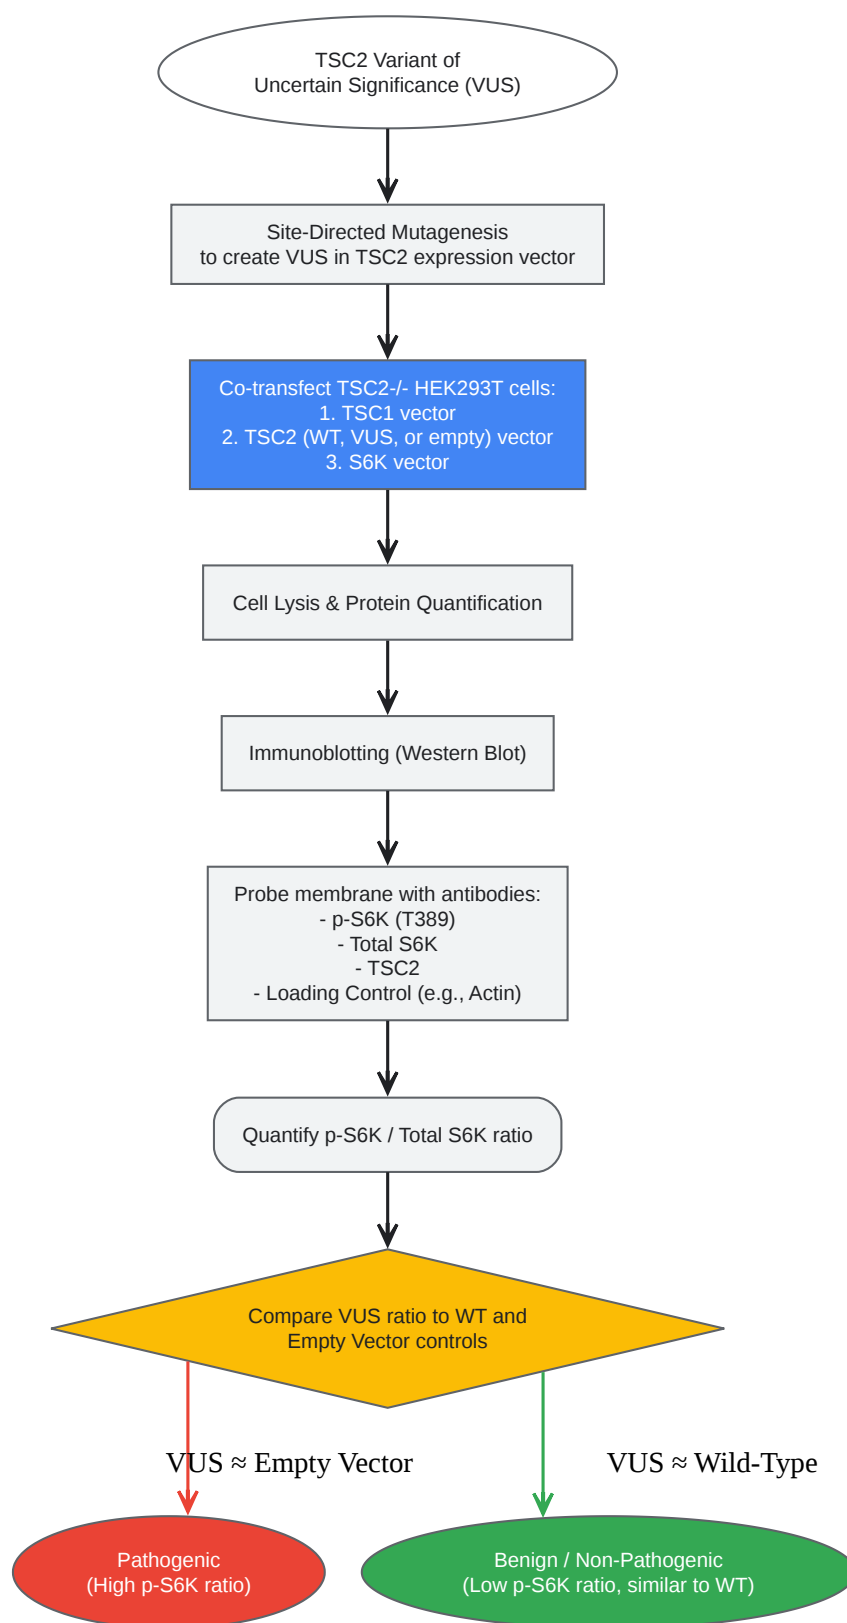 TSC2 Variant of
Uncertain Significance (VUS)
Site-Directed Mutagenesis
to create VUS in TSC2 expression vector
Co-transfect TSC2-/- HEK293T cells:
1. TSC1 vector
2. TSC2 (WT, VUS, or empty) vector
3. S6K vector
Cell Lysis & Protein Quantification
Immunoblotting (Western Blot)
Probe membrane with antibodies:
- p-S6K (T389)
- Total S6K
- TSC2
- Loading Control (e.g., Actin)
Quantify p-S6K / Total S6K ratio
Compare VUS ratio to WT and
Empty Vector controls
VUS ≈ Empty Vector
VUS ≈ Wild-Type
Pathogenic
(High p-S6K ratio)
Benign / Non-Pathogenic
(Low p-S6K ratio, similar to WT)